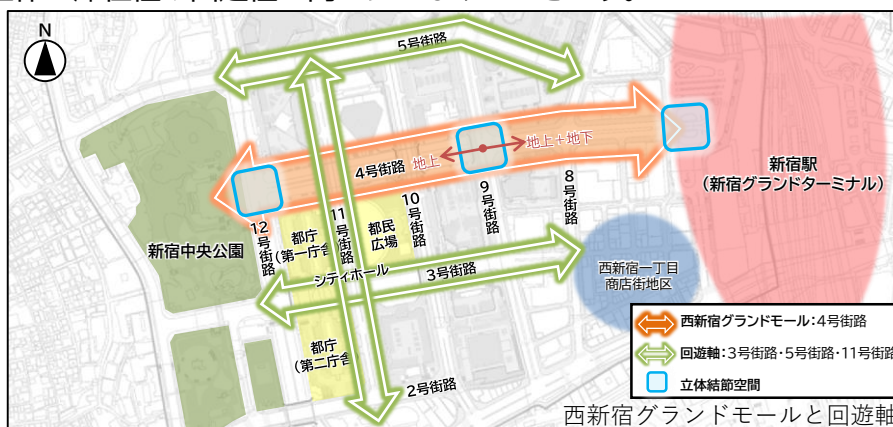 N
5号街路
地上
地上+地下
4号街路
新宿駅
(新宿グランドターミナル)
8号街路
9号街路
10号街路
11号街路
12号街路
都庁
(第一庁舎)
都民
広場
新宿中央公園
シティホール
3号街路
西新宿一丁目
商店街地区
都庁
(第二庁舎)
2号街路
西新宿グランドモール:4号街路
回遊軸:3号街路・5号街路・11号街路
立体結節空間
西新宿グランドモールと回遊軸